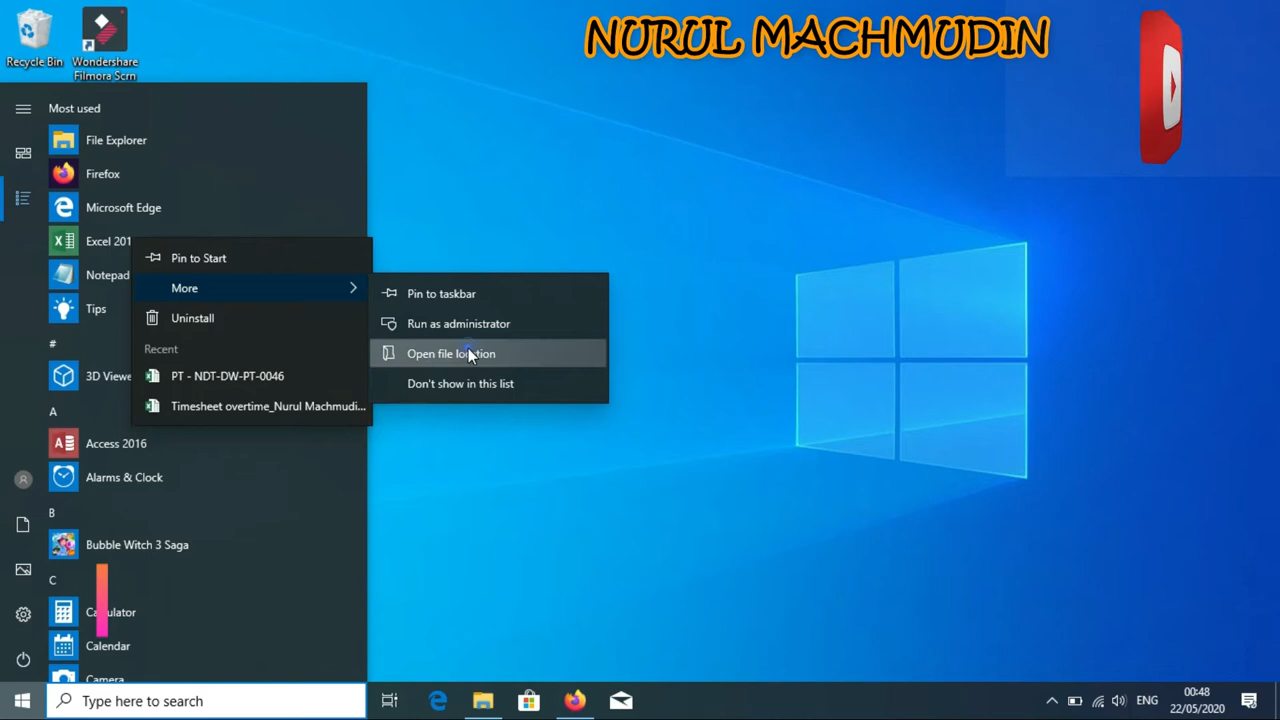 NURUL MACHMUDIN
Recycle Bin
Wondershare
Filmora Scrn
Most used
File Explorer
Firefox
Microsoft Edge
Excel 201
Notepad
Tips
#
3D Viewe
A
Access 2016
Alarms & Clock
B
Bubble Witch 3 Saga
C
Calculator
Calendar
Camera
Pin to Start
More
Uninstall
Recent
PT - NDT-DW-PT-0046
Timesheet overtime_Nurul Machmudi...
Pin to taskbar
Run as administrator
Open file location
Don't show in this list
Type here to search
ENG
00:48
22/05/2020